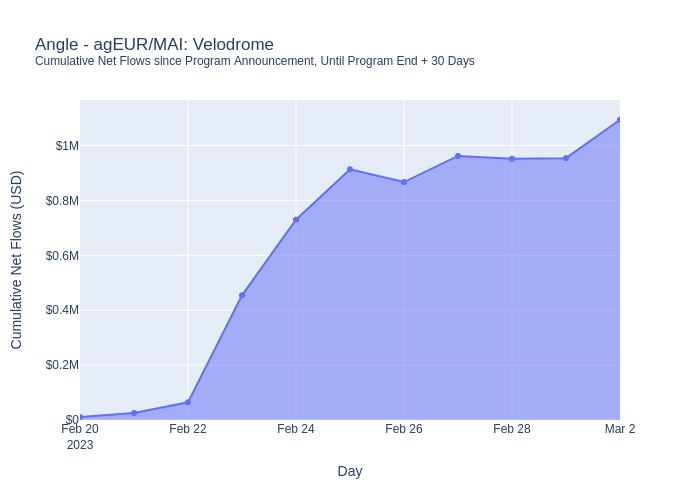 Angle - agEUR/MAI: Velodrome
Cumulative Net Flows since Program Announcement, Until Program End + 30 Days
Cumulative Net Flows (USD)
$1M
$0.8M
$0.6M
$0.4M
$0.2M
$0
Feb 20
2023
Feb 22
Feb 24
Feb 26
Feb 28
Mar 2
Day